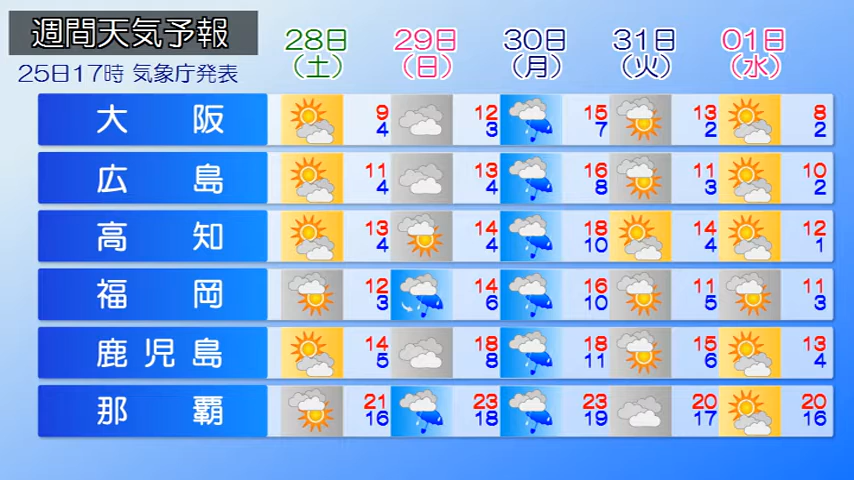 週間天気予報
25日17時 気象庁発表
28日 29日 30日 31日 01日
(土) (日) (月) (火) (水)
大阪 9 4 12 3 15 7 13 2 8 2
広島 11 4 13 4 16 8 11 3 10 2
高知 13 4 14 4 18 10 14 4 12 1
福岡 12 3 14 6 16 10 11 5 11 3
鹿児島 14 5 18 8 18 11 15 6 13 4
那覇 21 16 23 18 23 19 20 17 20 16